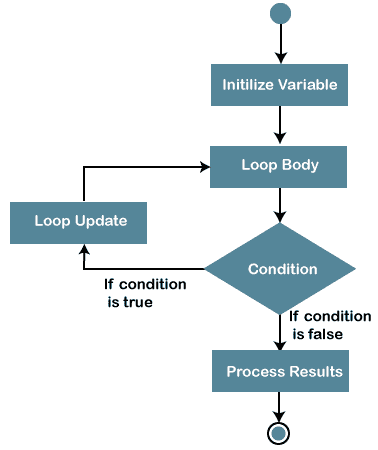 Initilize Variable
Loop Body
Loop Update
Condition
If condition
is true
If condition
is false
Process Results